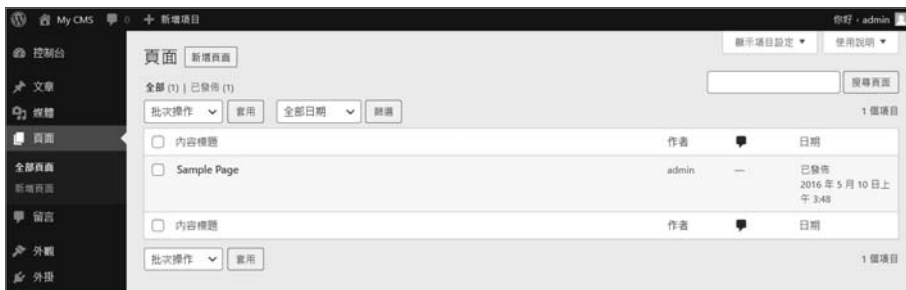 My CMS 0 新增項目 你好，admin
控制台
文章
媒體
頁面
全部頁面
新增頁面
留言
外觀
外掛
顯示項目設定 ▼ 使用說明 ▼
頁面 新增頁面
全部 (1) | 已發佈 (1)
搜尋頁面
批次操作 套用 全部日期 篩選 1 個項目
內容標題 作者 日期
Sample Page admin — 已發佈
2016 年 5 月 10 日上
午 3:48
內容標題 作者 日期
批次操作 套用 1 個項目